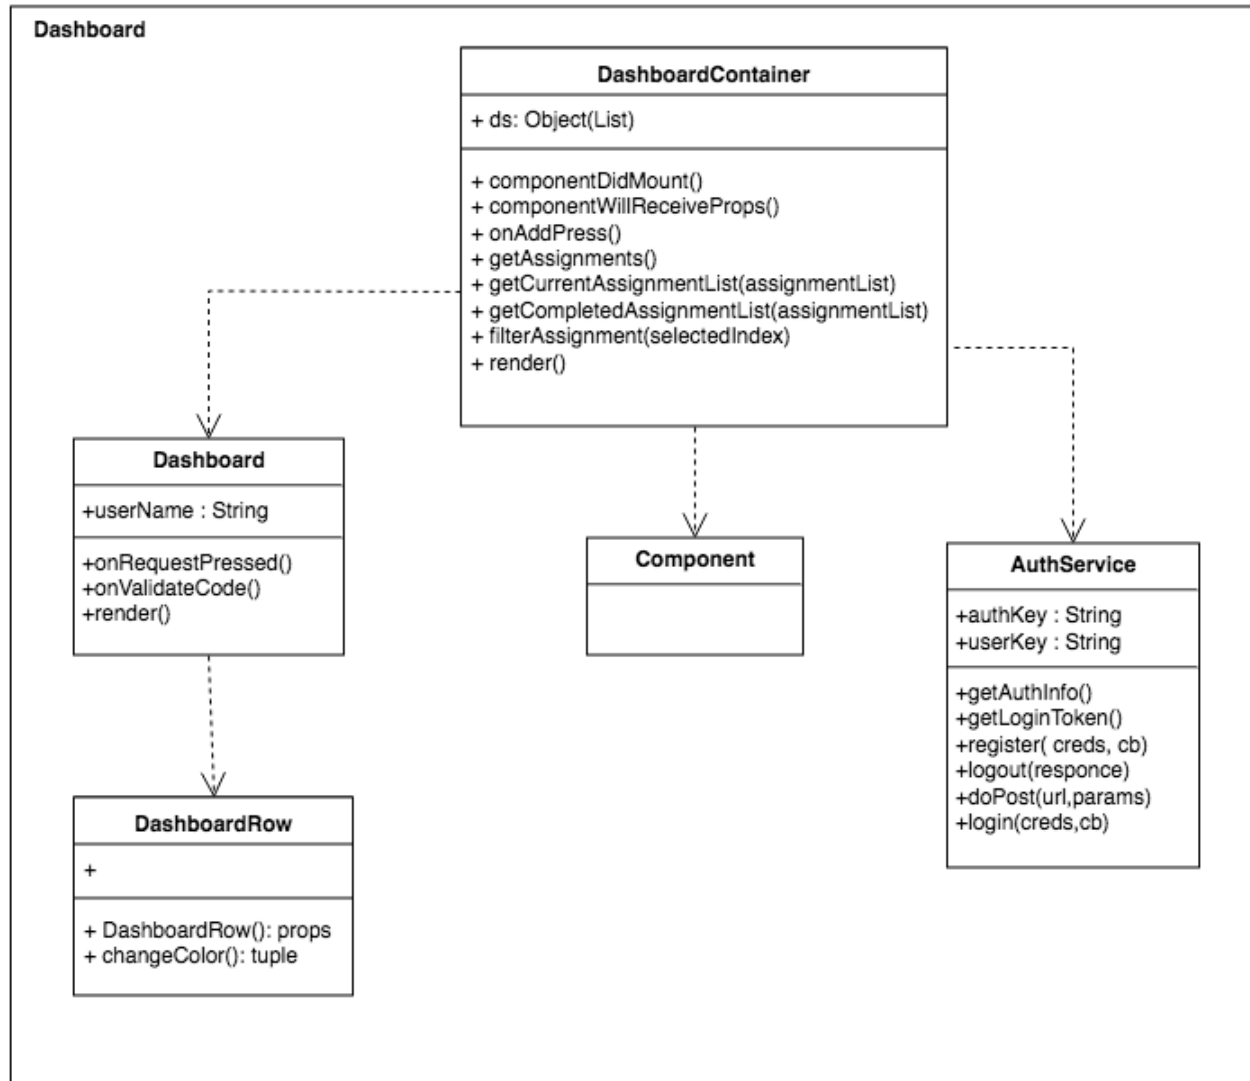 Dashboard
DashboardContainer
+ ds: Object(List)
+ componentDidMount()
+ componentWillReceiveProps()
+ onAddPress()
+ getAssignments()
+ getCurrentAssignmentList(assignmentList)
+ getCompletedAssignmentList(assignmentList)
+ filterAssignment(selectedIndex)
+ render()
Dashboard
+userName : String
+onRequestPressed()
+onValidateCode()
+render()
Component
AuthService
+authKey : String
+userKey : String
+getAuthInfo()
+getLoginToken()
+register( creds, cb)
+logout(responce)
+doPost(url,params)
+login(creds,cb)
DashboardRow
+
+ DashboardRow(): props
+ changeColor(): tuple